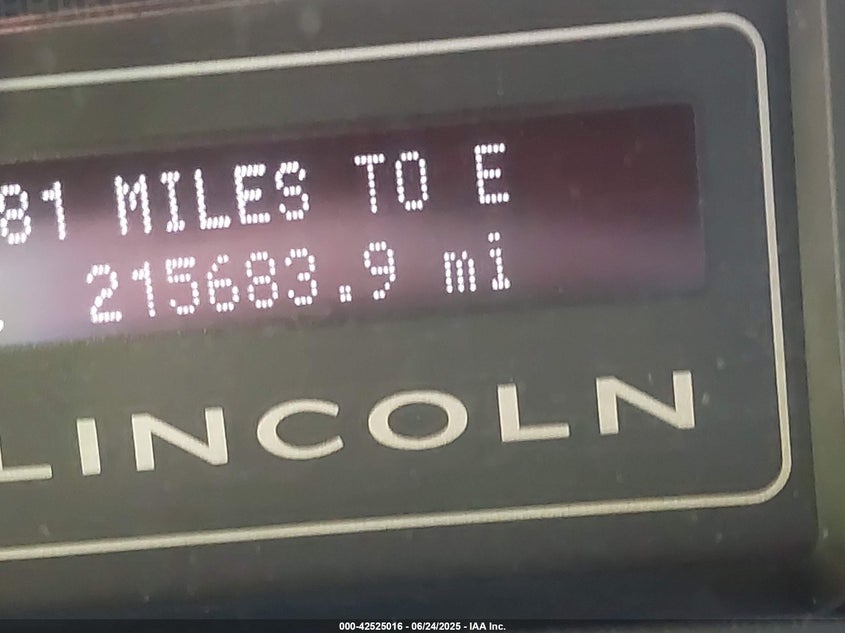 81 MILES TO E
215683.9 mi
LINCOLN
000-42525016 - 06/24/2025 - IAA Inc.